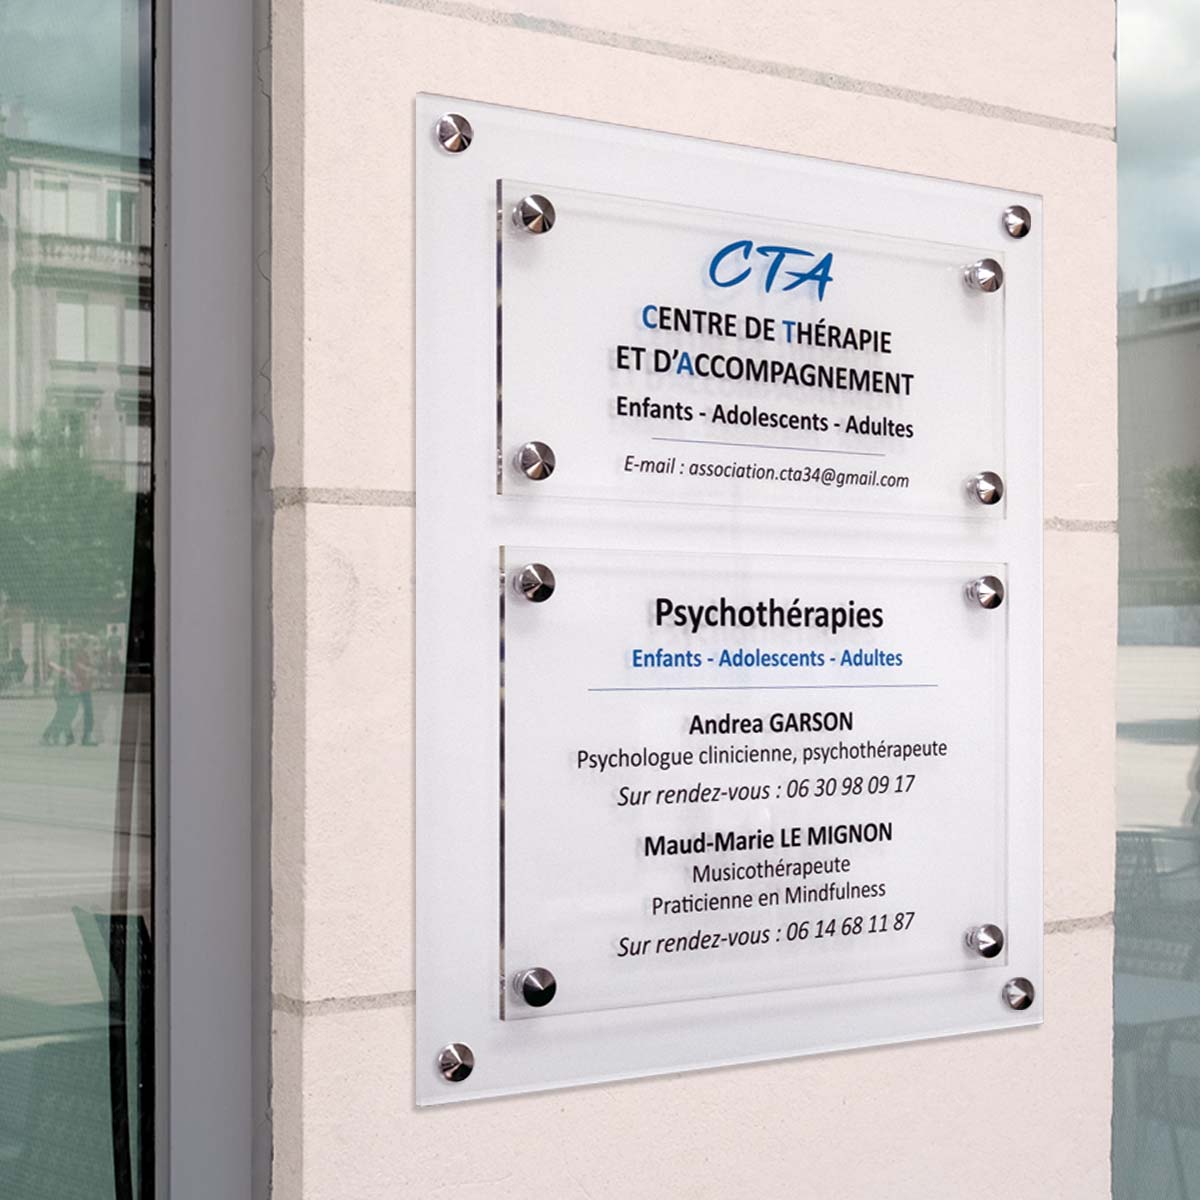 CTA
CENTRE DE THÉRAPIE
ET D'ACCOMPAGNEMENT
Enfants - Adolescents - Adultes
E-mail : association.cta34@gmail.com
Psychothérapies
Enfants - Adolescents - Adultes
Andrea GARSON
Psychologue clinicienne, psychothérapeute
Sur rendez-vous : 06 30 98 09 17
Maud-Marie LE MIGNON
Musicothérapeute
Praticienne en Mindfulness
Sur rendez-vous : 06 14 68 11 87